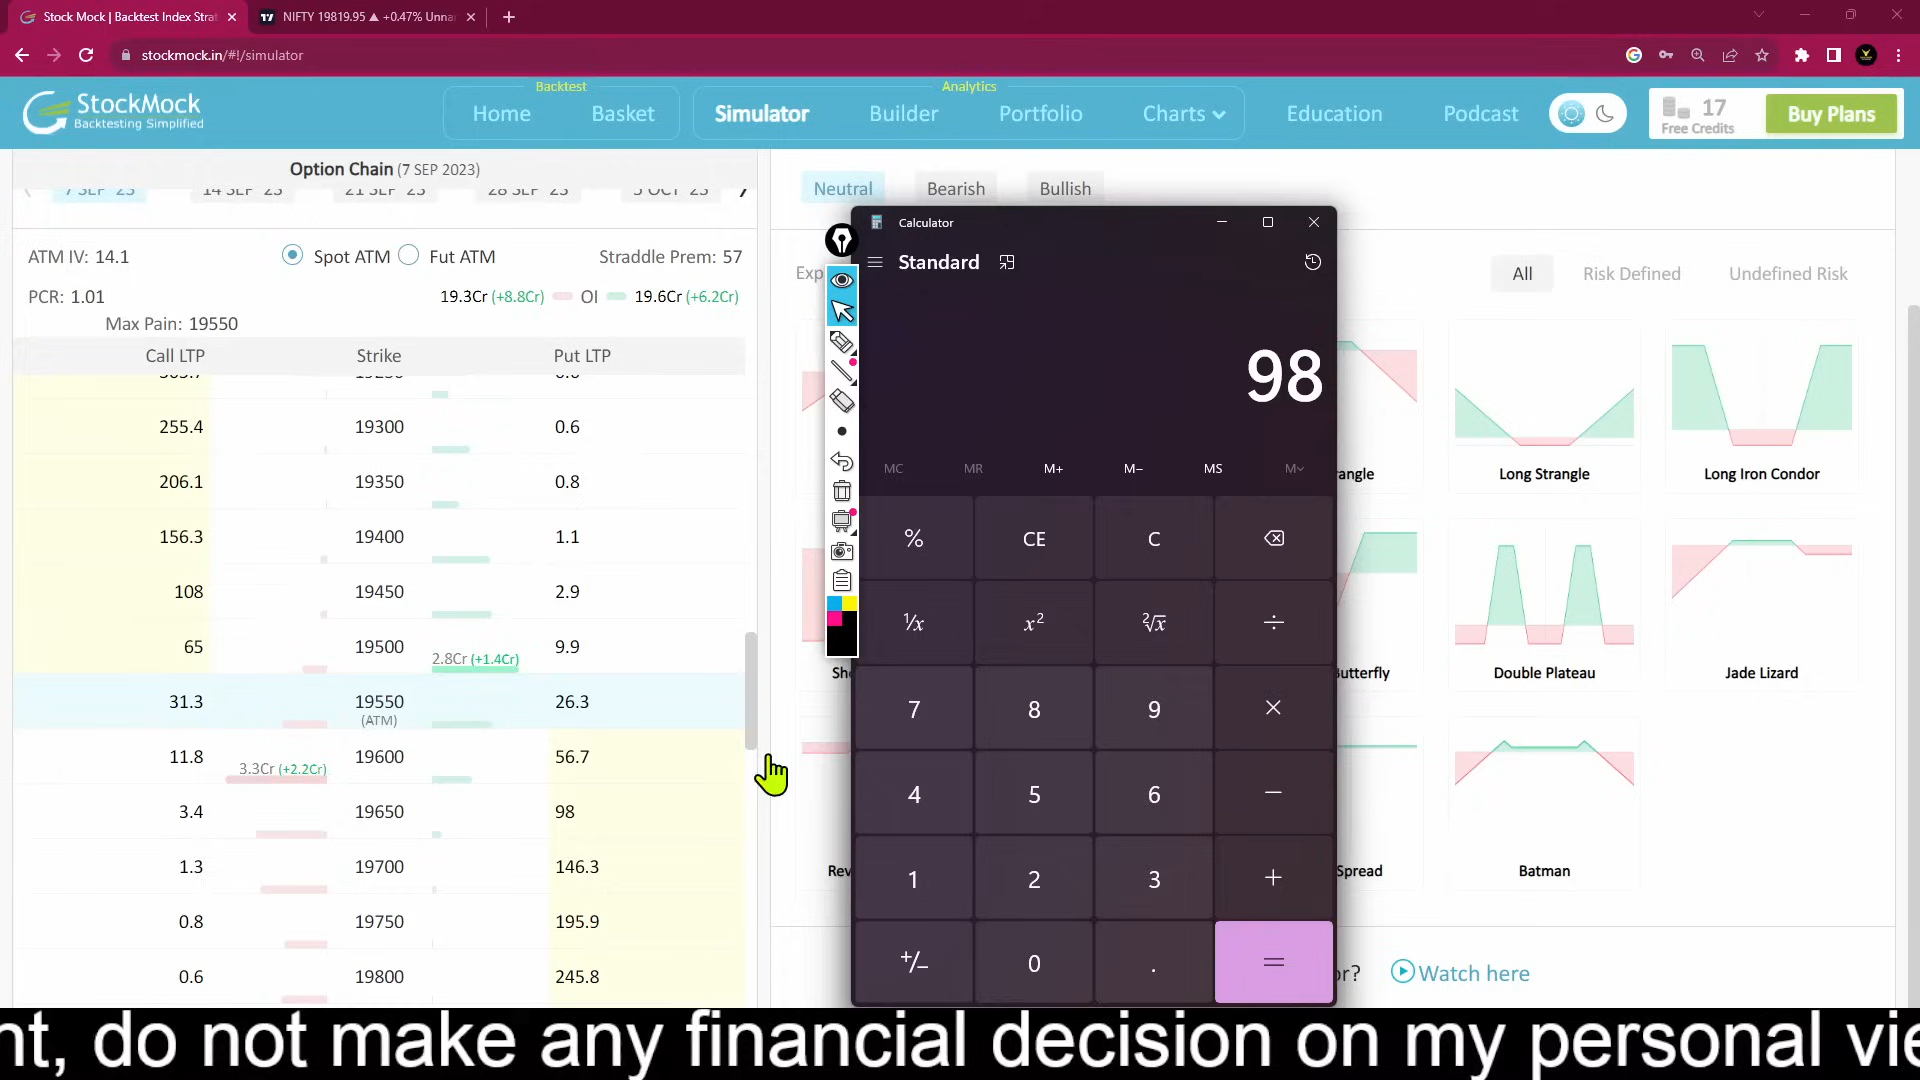 Stock Mock | Backtest Index Stra
NIFTY 19819.95 ▲ +0.47% Unna
stockmock.in/#!/simulator
StockMock
Backtesting Simplified
Backtest
Home
Basket
Analytics
Simulator
Builder
Portfolio
Charts
Education
Podcast
17
Free Credits
Buy Plans
Option Chain (7 SEP 2023)
7 SEP '23
14 SEP '23
21 SEP '23
28 SEP '23
5 OCT '23
ATM IV: 14.1
Spot ATM
Fut ATM
Straddle Prem: 57
PCR: 1.01
19.3Cr (+8.8Cr) OI 19.6Cr (+6.2Cr)
Max Pain: 19550
Call LTP Strike Put LTP
19250
255.4 19300 0.6
206.1 19350 0.8
156.3 19400 1.1
108 19450 2.9
65 19500 9.9
2.8Cr (+1.4Cr)
31.3 19550 26.3
(ATM)
11.8 19600 56.7
3.3Cr (+2.2Cr)
3.4 19650 98
1.3 19700 146.3
0.8 19750 195.9
0.6 19800 245.8
Neutral
Bearish
Bullish
Exp
All
Risk Defined
Undefined Risk
rangle
Long Strangle
Long Iron Condor
Sho
utterfly
Double Plateau
Jade Lizard
Rev
Spread
Batman
or?
Watch here
Calculator
Standard
98
MC MR M+ M− MS M˅
% CE C
¹/x x² ²√x ÷
7 8 9 ×
4 5 6 −
1 2 3 +
+/− 0 . =
nt, do not make any financial decision on my personal vie